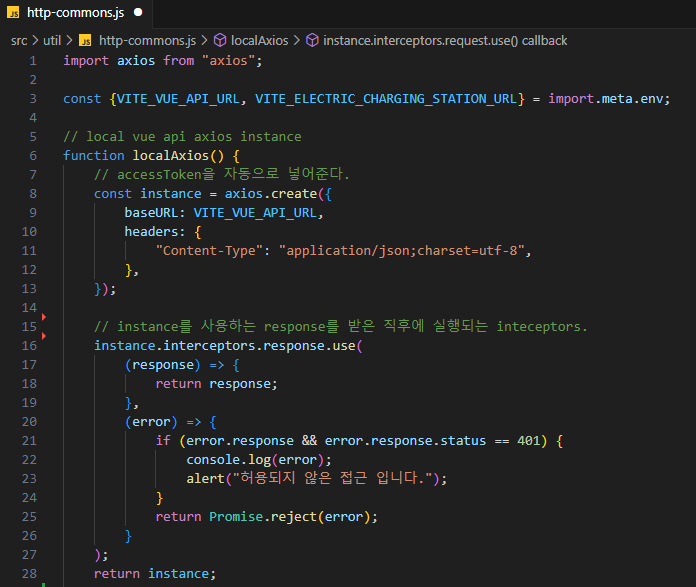 JS http-commons.js ●
src > util > JS http-commons.js > localAxios > instance.interceptors.request.use() callback
1 import axios from "axios";
2
3 const {VITE_VUE_API_URL, VITE_ELECTRIC_CHARGING_STATION_URL} = import.meta.env;
4
5 // local vue api axios instance
6 function localAxios() {
7 // accessToken을 자동으로 넣어준다.
8 const instance = axios.create({
9 baseURL: VITE_VUE_API_URL,
10 headers: {
11 "Content-Type": "application/json;charset=utf-8",
12 },
13 });
14
15 // instance를 사용하는 response를 받은 직후에 실행되는 inteceptors.
16 instance.interceptors.response.use(
17 (response) => {
18 return response;
19 },
20 (error) => {
21 if (error.response && error.response.status == 401) {
22 console.log(error);
23 alert("허용되지 않은 접근 입니다.");
24 }
25 return Promise.reject(error);
26 }
27 );
28 return instance;